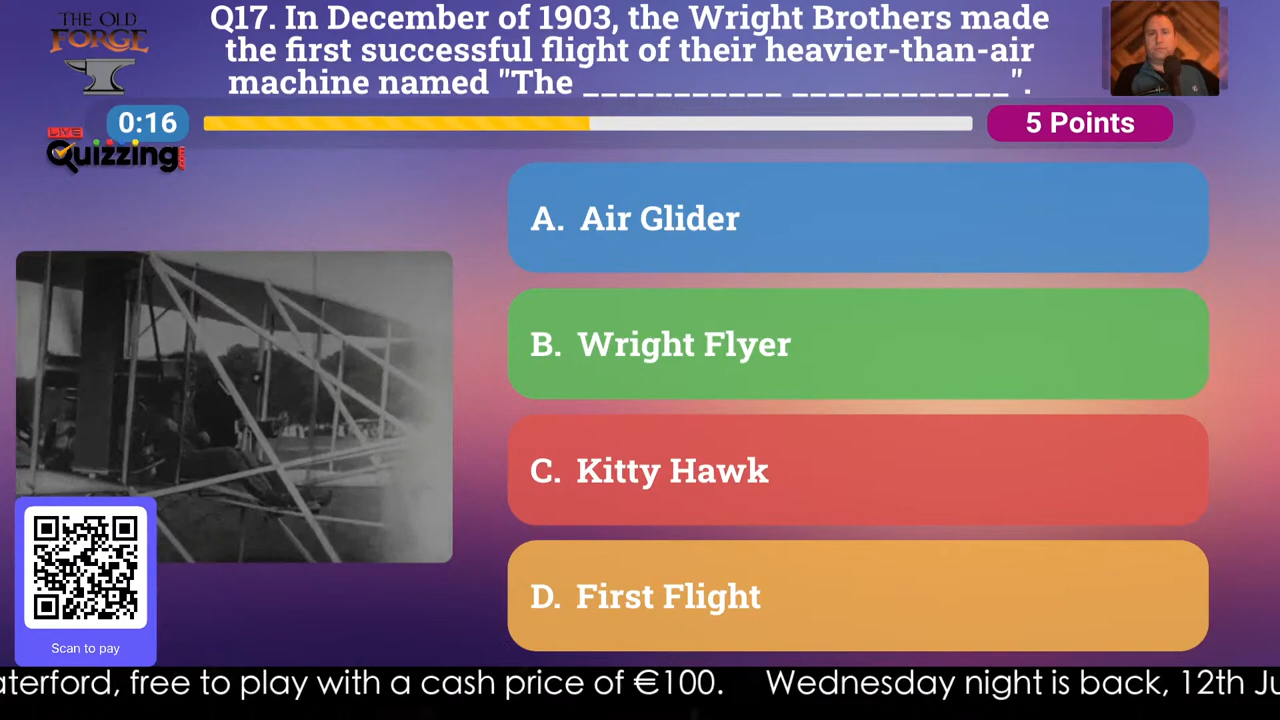 THE OLD
FORGE
Q17. In December of 1903, the Wright Brothers made
the first successful flight of their heavier-than-air
machine named "The ___________ ____________".
0:16
5 Points
LIVE
Quizzing
A. Air Glider
B. Wright Flyer
C. Kitty Hawk
D. First Flight
Scan to pay
aterford, free to play with a cash price of €100. Wednesday night is back, 12th Ju